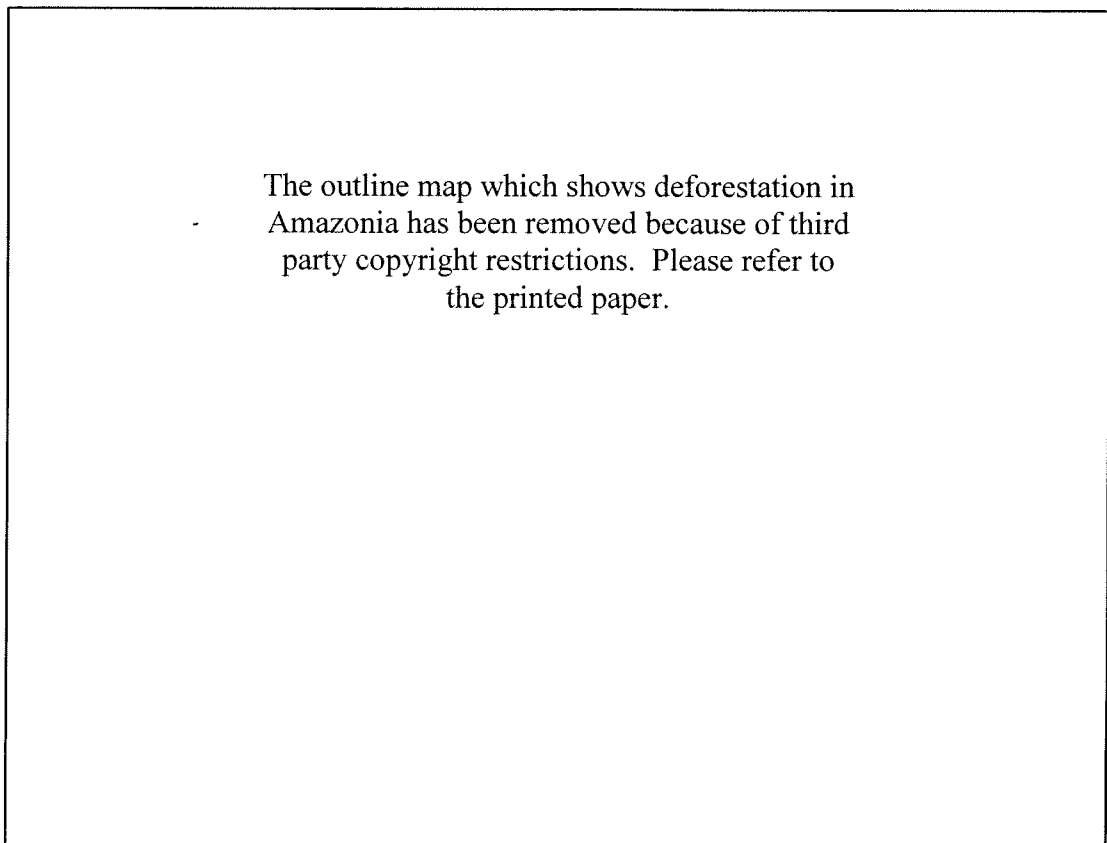 The outline map which shows deforestation in
Amazonia has been removed because of third
party copyright restrictions. Please refer to
the printed paper.